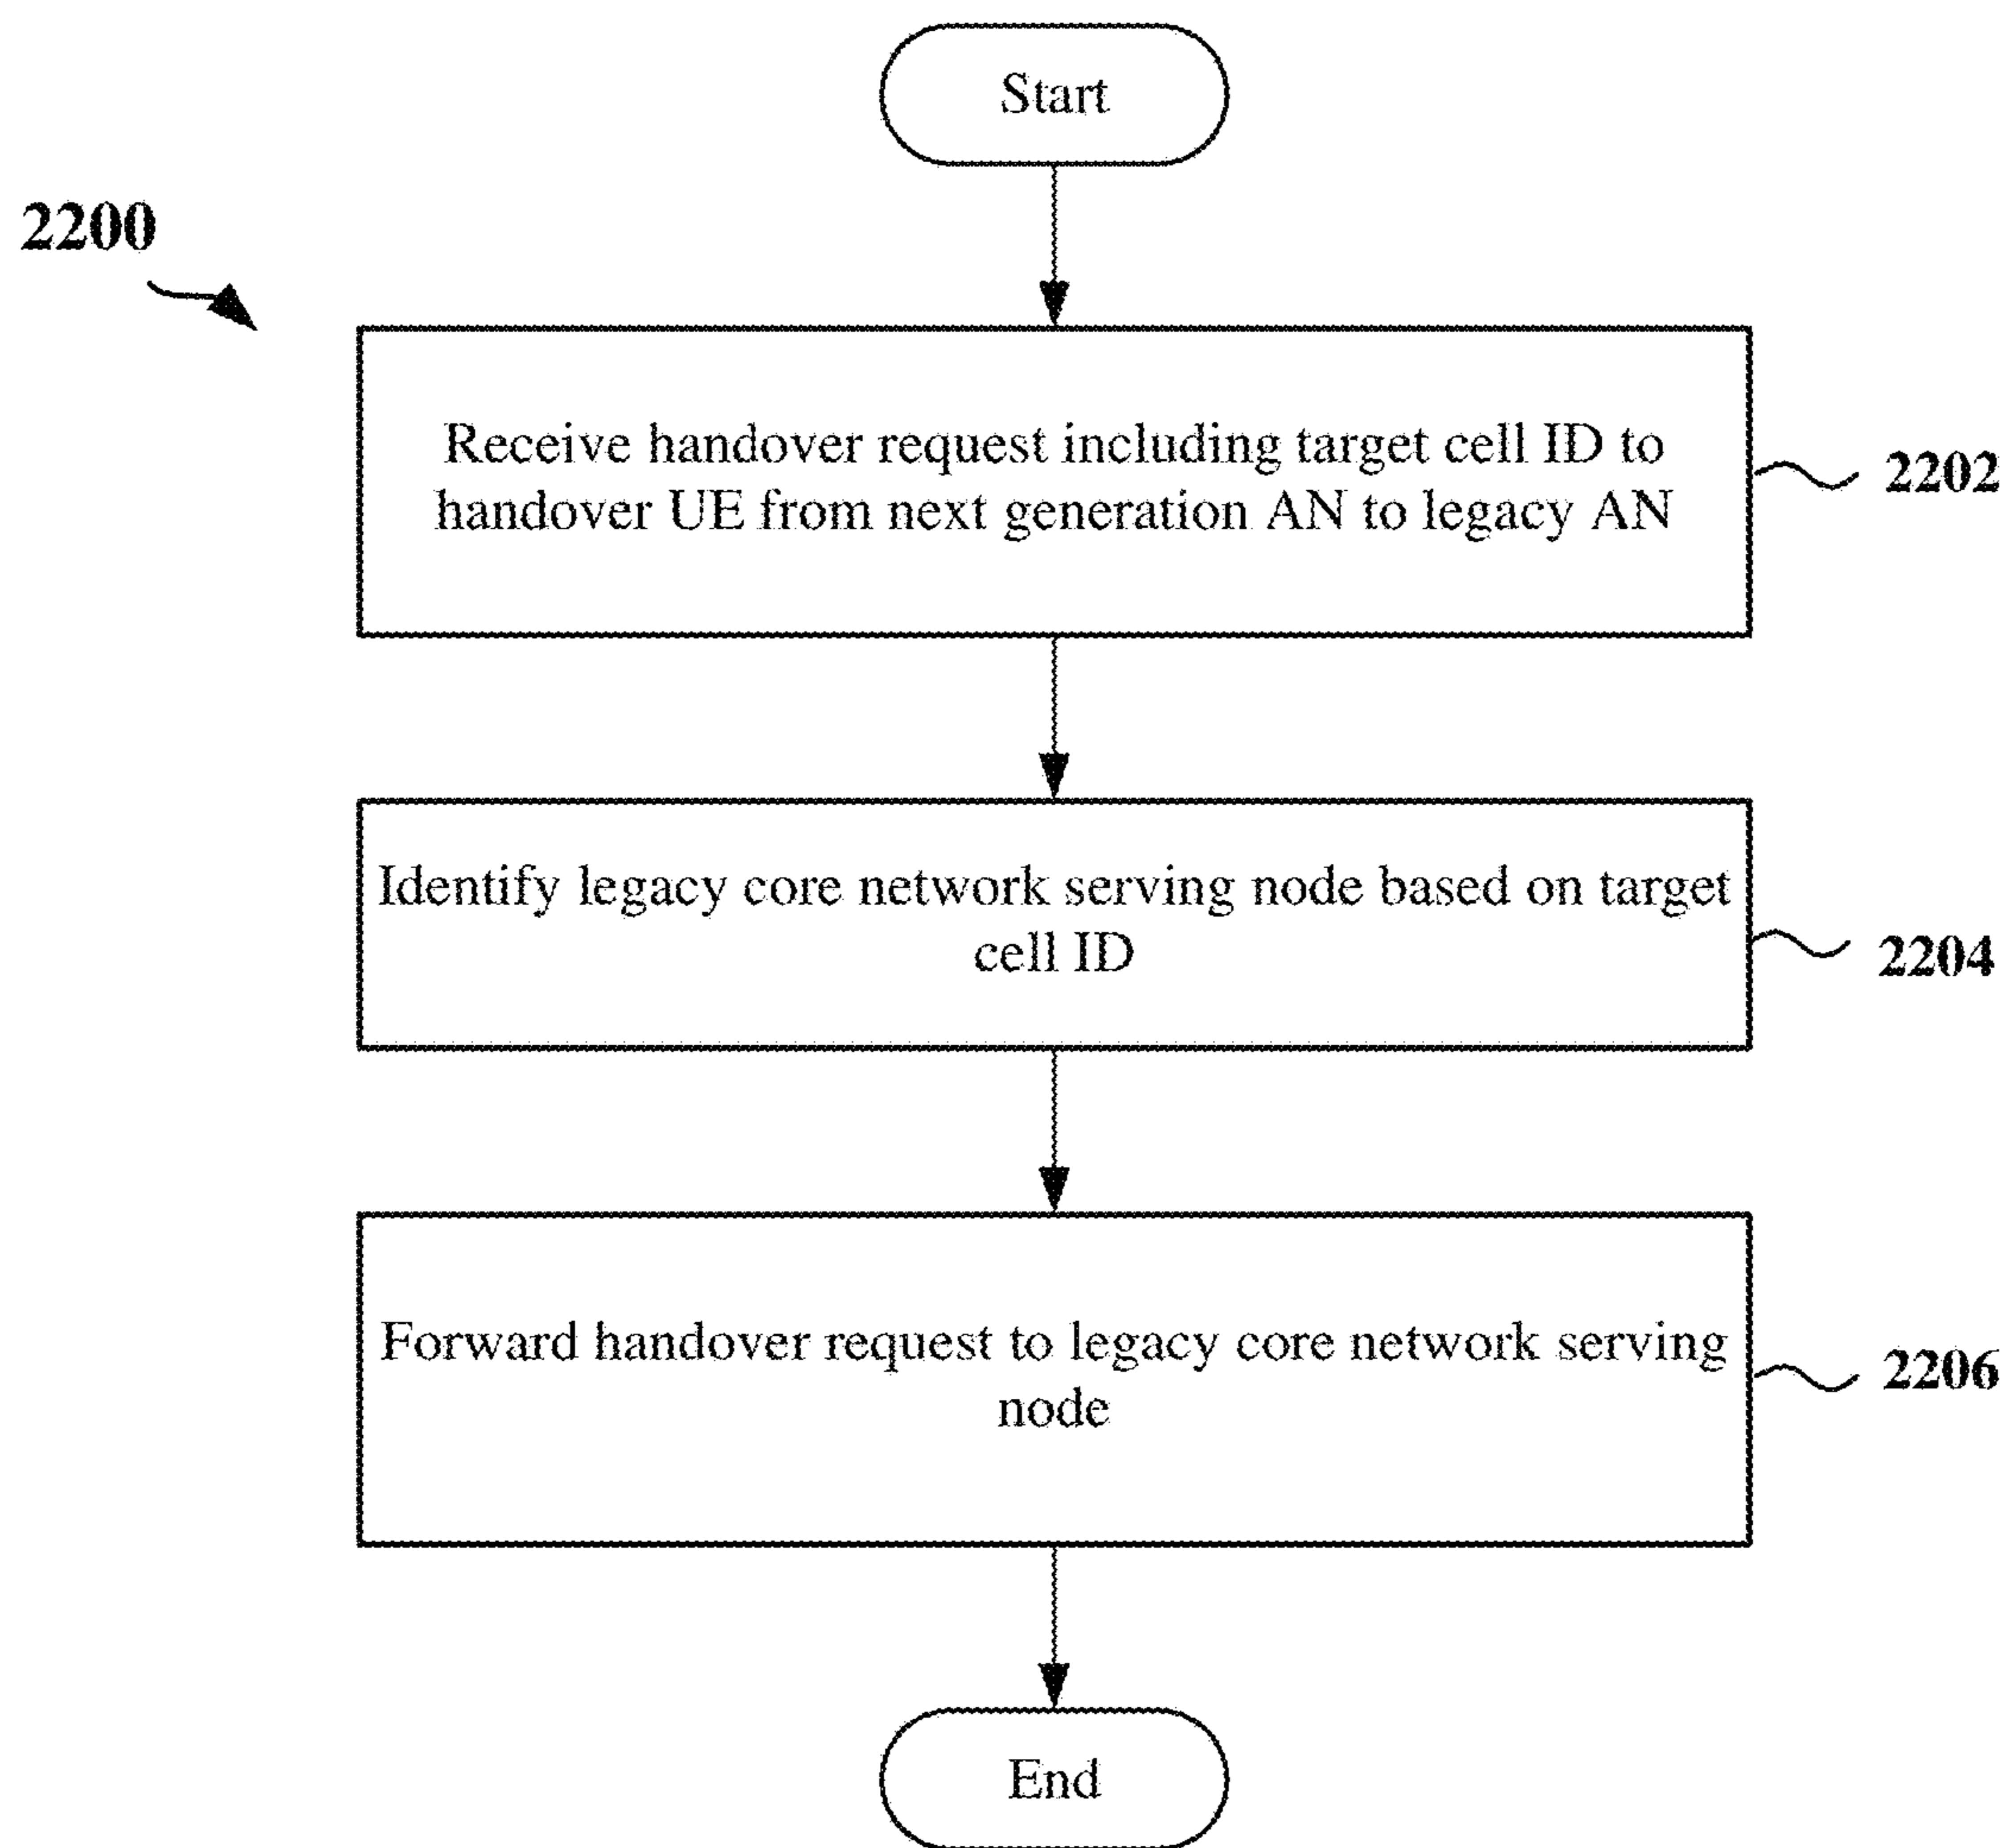 Start
2200
Receive handover request including target cell ID to
handover UE from next generation AN to legacy AN
2202
Identify legacy core network serving node based on target
cell ID
2204
Forward handover request to legacy core network serving
node
2206
End